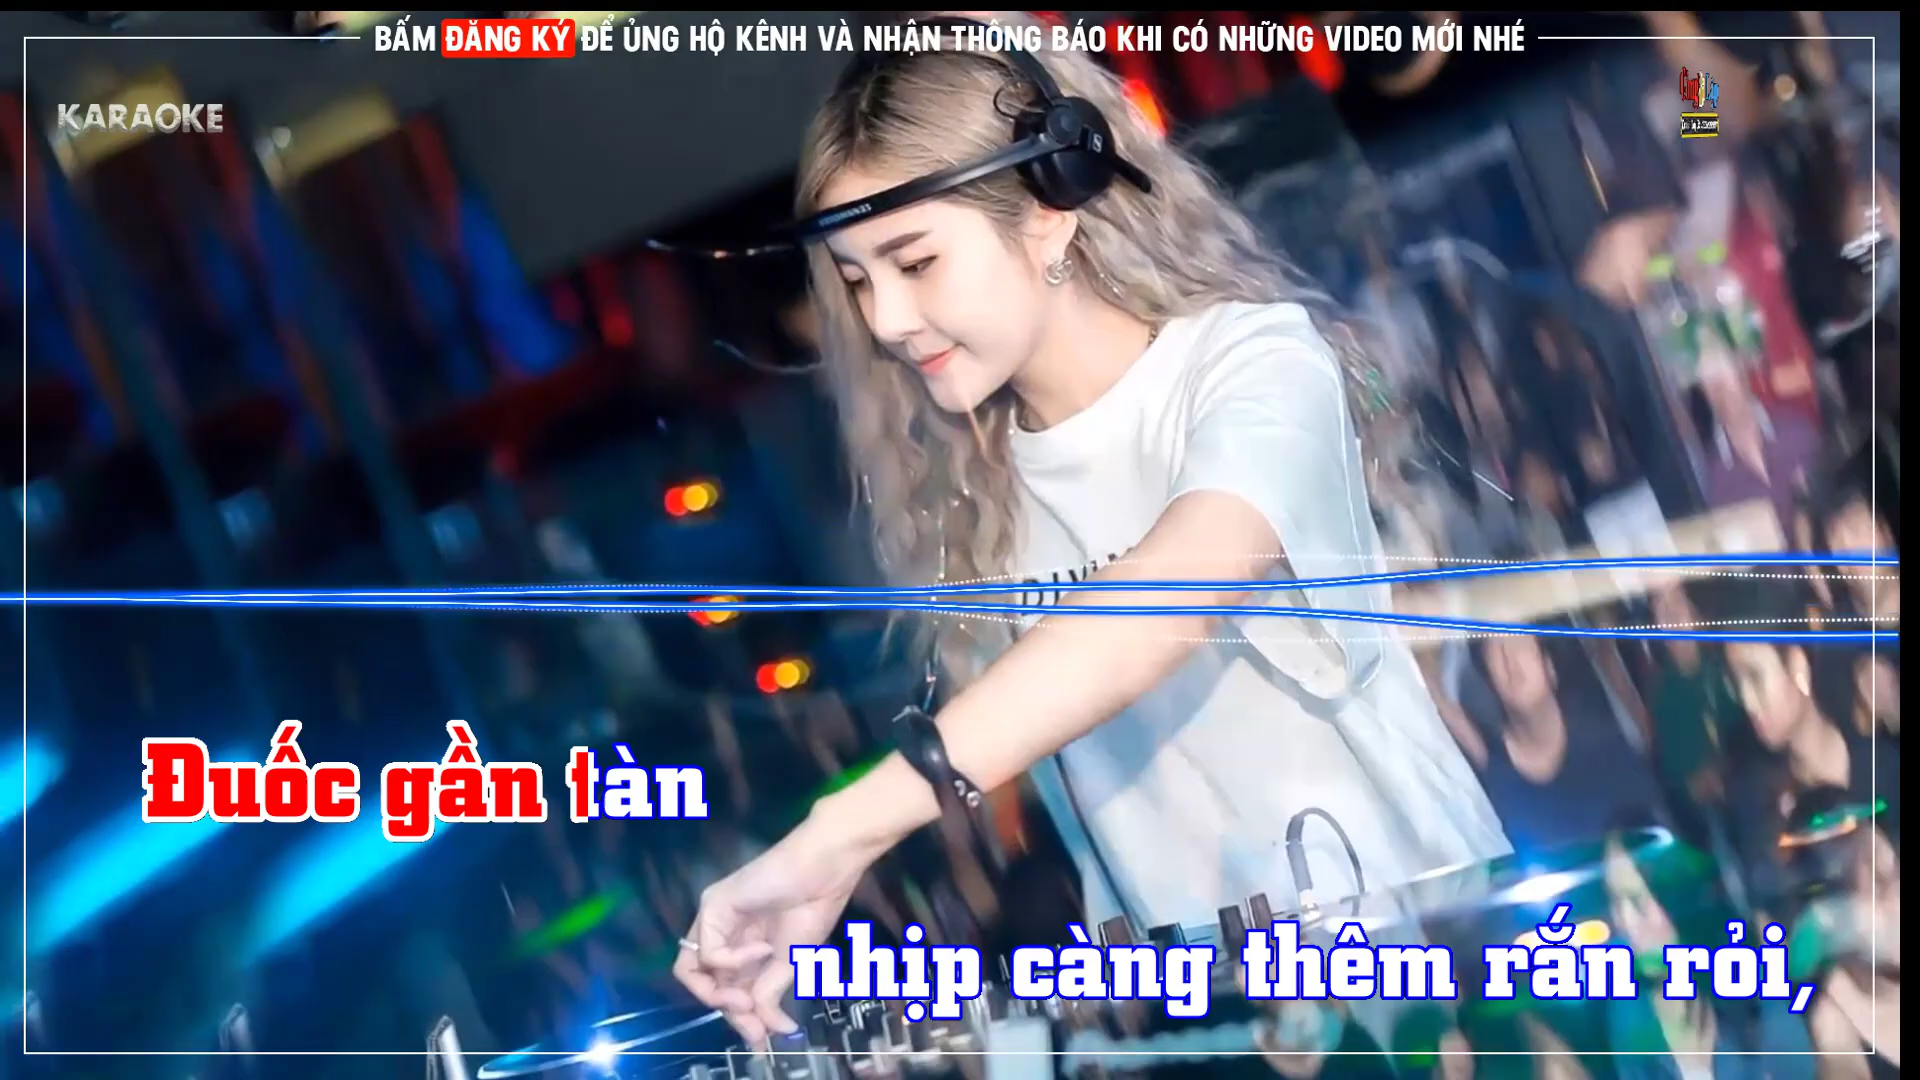 BẤM ĐĂNG KÝ ĐỂ ỦNG HỘ KÊNH VÀ NHẬN THÔNG BÁO KHI CÓ NHỮNG VIDEO MỚI NHÉ
KARAOKE
Đuốc gần tàn
nhịp càng thêm rắn rỏi,